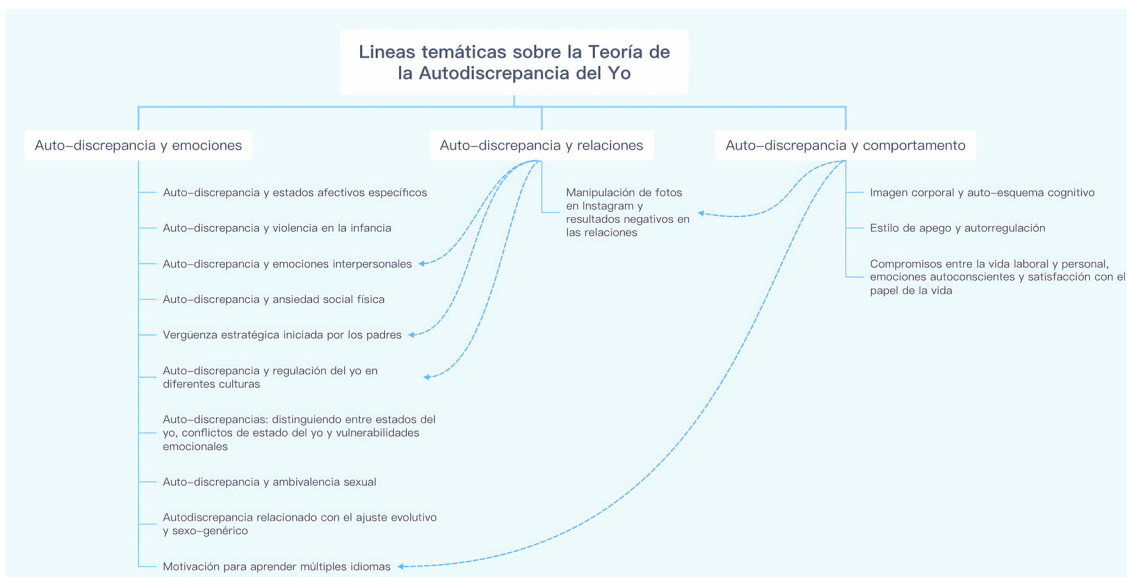 Lineas temáticas sobre la Teoría de
la Autodiscrepancia del Yo
Auto-discrepancia y emociones
Auto-discrepancia y estados afectivos específicos
Auto-discrepancia y violencia en la infancia
Auto-discrepancia y emociones interpersonales
Auto-discrepancia y ansiedad social física
Vergüenza estratégica iniciada por los padres
Auto-discrepancia y regulación del yo en
diferentes culturas
Auto-discrepancias: distinguiendo entre estados del
yo, conflictos de estado del yo y vulnerabilidades
emocionales
Auto-discrepancia y ambivalencia sexual
Autodiscrepancia relacionado con el ajuste evolutivo
y sexo-genérico
Motivación para aprender múltiples idiomas
Auto-discrepancia y relaciones
Manipulación de fotos
en Instagram y
resultados negativos en
las relaciones
Auto-discrepancia y comportamento
Imagen corporal y auto-esquema cognitivo
Estilo de apego y autorregulación
Compromisos entre la vida laboral y personal,
emociones autoconscientes y satisfacción con el
papel de la vida